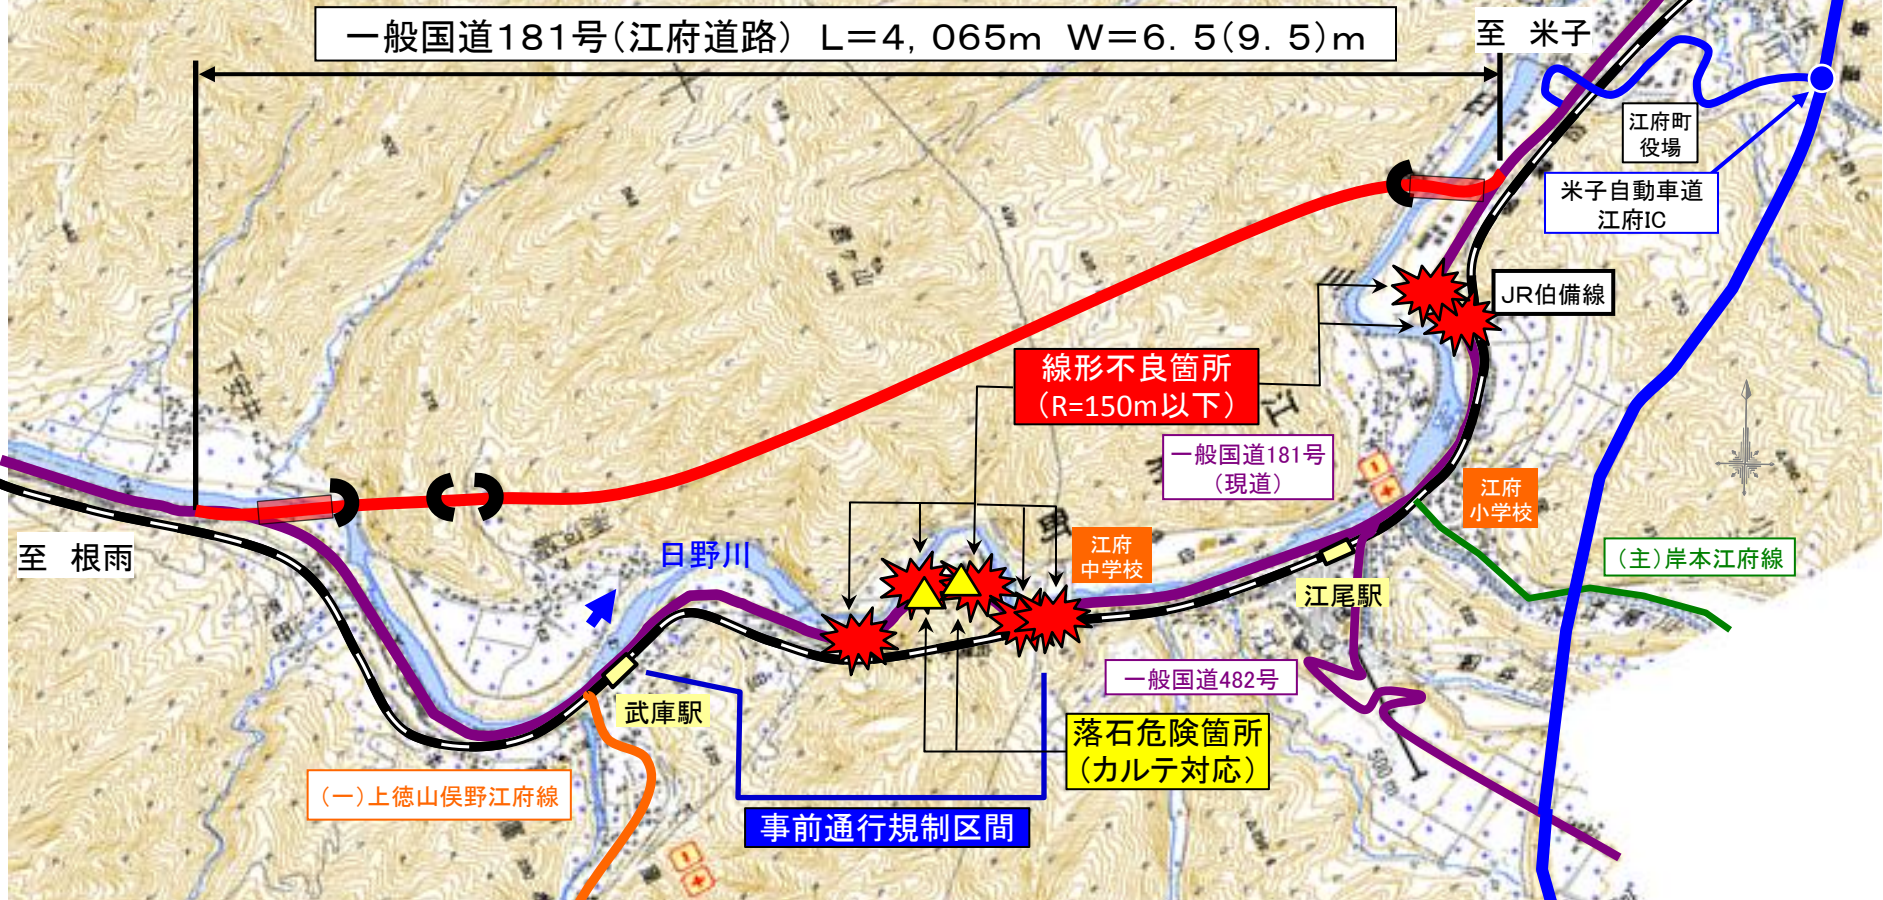 一般国道181号(江府道路) L=4,065m W=6.5(9.5)m
至 米子
江府町
役場
米子自動車道
江府IC
JR伯備線
線形不良箇所
(R=150m以下)
江
一般国道181号
(現道)
江府
小学校
下安井
至 根雨
日野川
江府
中学校
(主)岸本江府線
江尾駅
一般国道482号
武庫駅
落石危険箇所
(カルテ対応)
(一)上徳山俣野江府線
事前通行規制区間
500m